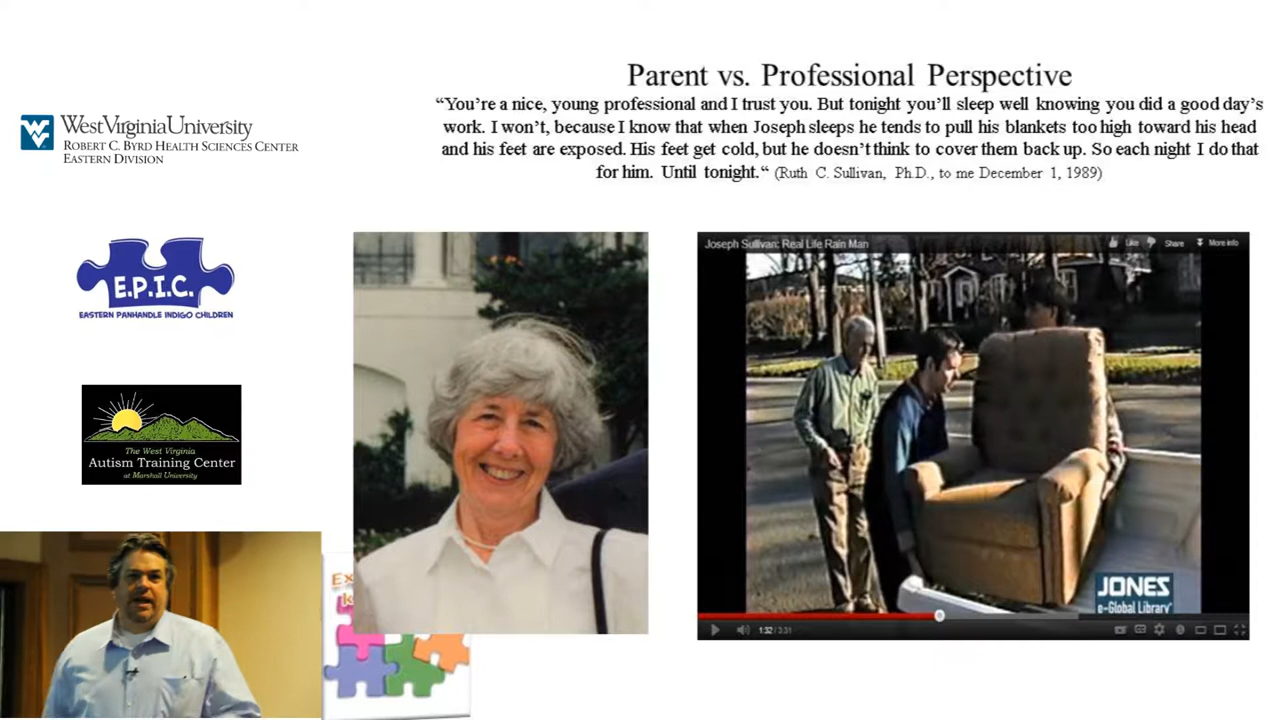 Parent vs. Professional Perspective
“You’re a nice, young professional and I trust you. But tonight you’ll sleep well knowing you did a good day’s
work. I won’t, because I know that when Joseph sleeps he tends to pull his blankets too high toward his head
and his feet are exposed. His feet get cold, but he doesn’t think to cover them back up. So each night I do that
for him. Until tonight.“ (Ruth C. Sullivan, Ph.D., to me December 1, 1989)
WestVirginiaUniversity
ROBERT C. BYRD HEALTH SCIENCES CENTER
EASTERN DIVISION
E.P.I.C.
EASTERN PANHANDLE INDIGO CHILDREN
The West Virginia
Autism Training Center
at Marshall University
Joseph Sullivan: Real Life Rain Man
Like
Share
More info
JONES
e-Global Library
1:32 / 3:31
Ex